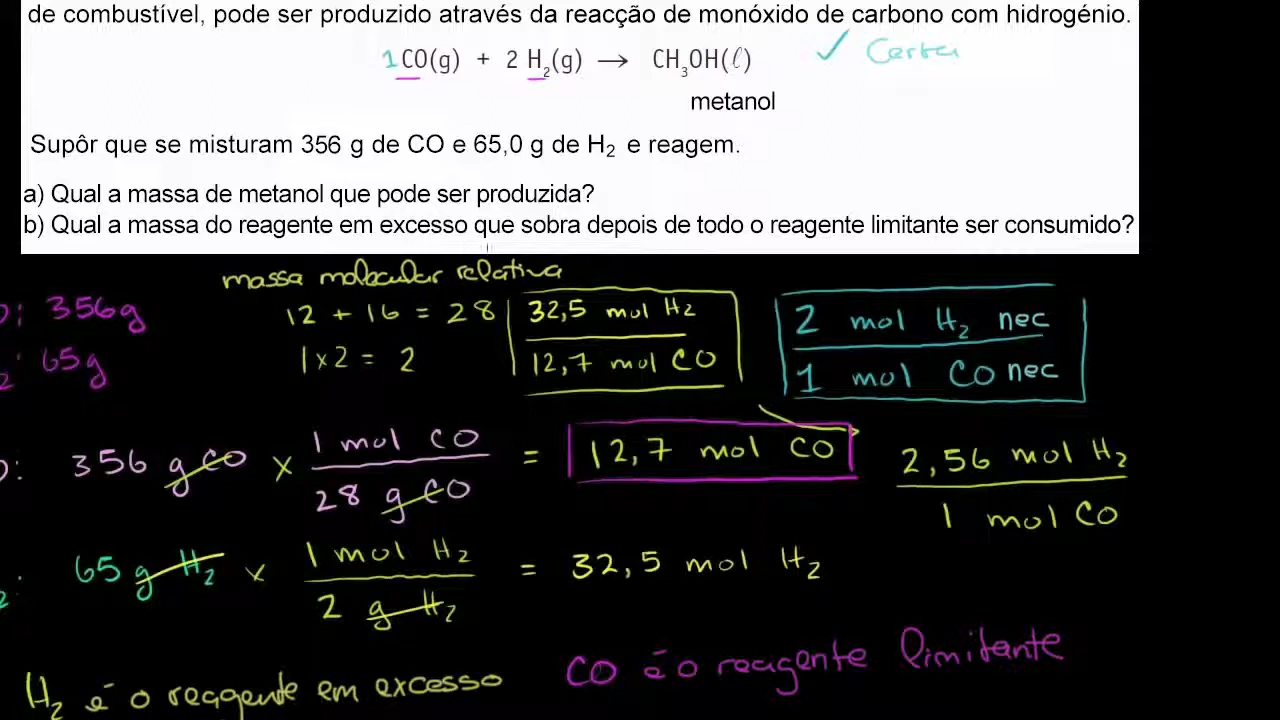 de combustível, pode ser produzido através da reacção de monóxido de carbono com hidrogénio.
1CO(g) + 2 H₂(g) → CH₃OH(ℓ) ✓ Certa
metanol
Supôr que se misturam 356 g de CO e 65,0 g de H₂ e reagem.
a) Qual a massa de metanol que pode ser produzida?
b) Qual a massa do reagente em excesso que sobra depois de todo o reagente limitante ser consumido?
massa molecular relativa
: 356g
12 + 16 = 28
32,5 mol H₂
12,7 mol CO
2 mol H₂ nec
1 mol CO nec
₂: 65g
1x2 = 2
: 356 g CO x 1 mol CO
28 g CO
= 12,7 mol CO
2,56 mol H₂
1 mol CO
₂: 65 g H₂ x 1 mol H₂
2 g H₂
= 32,5 mol H₂
H₂ é o reagente em excesso
CO é o reagente limitante